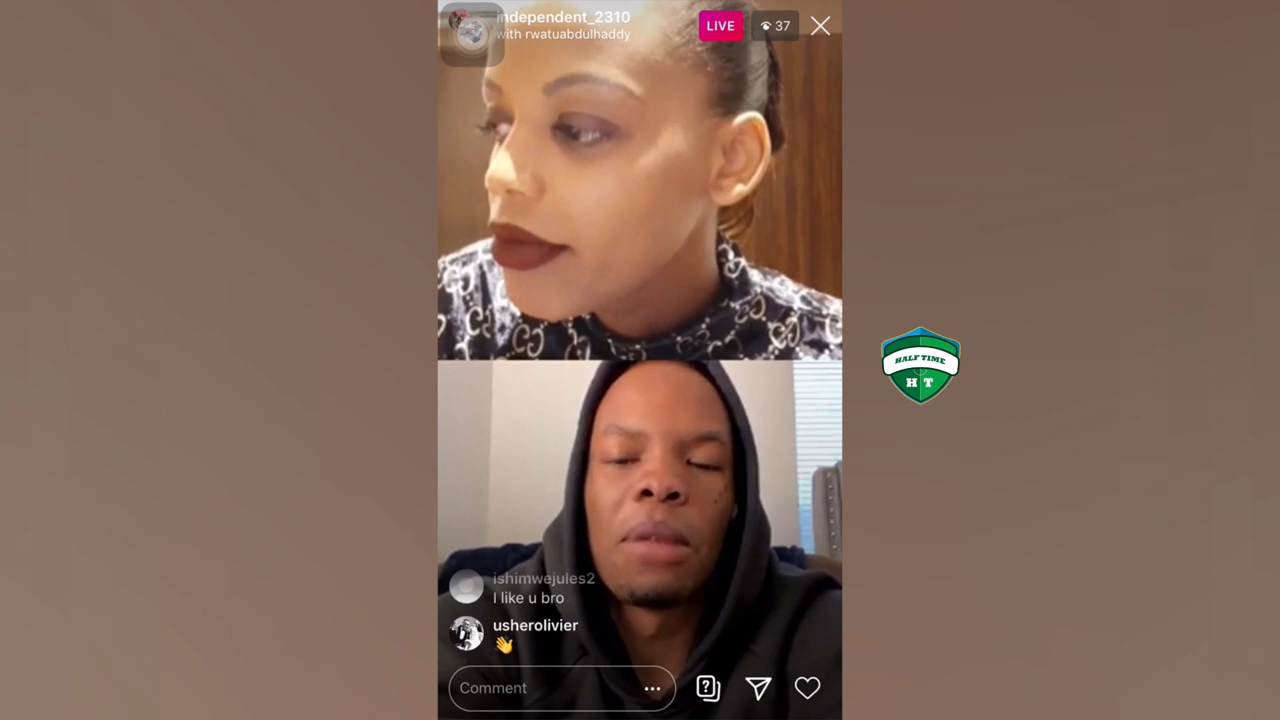 independent_2310
with rwatuabdulhaddy
LIVE
37
HALF TIME
H T
ishimwejules2
I like u bro
usherolivier
👋
Comment